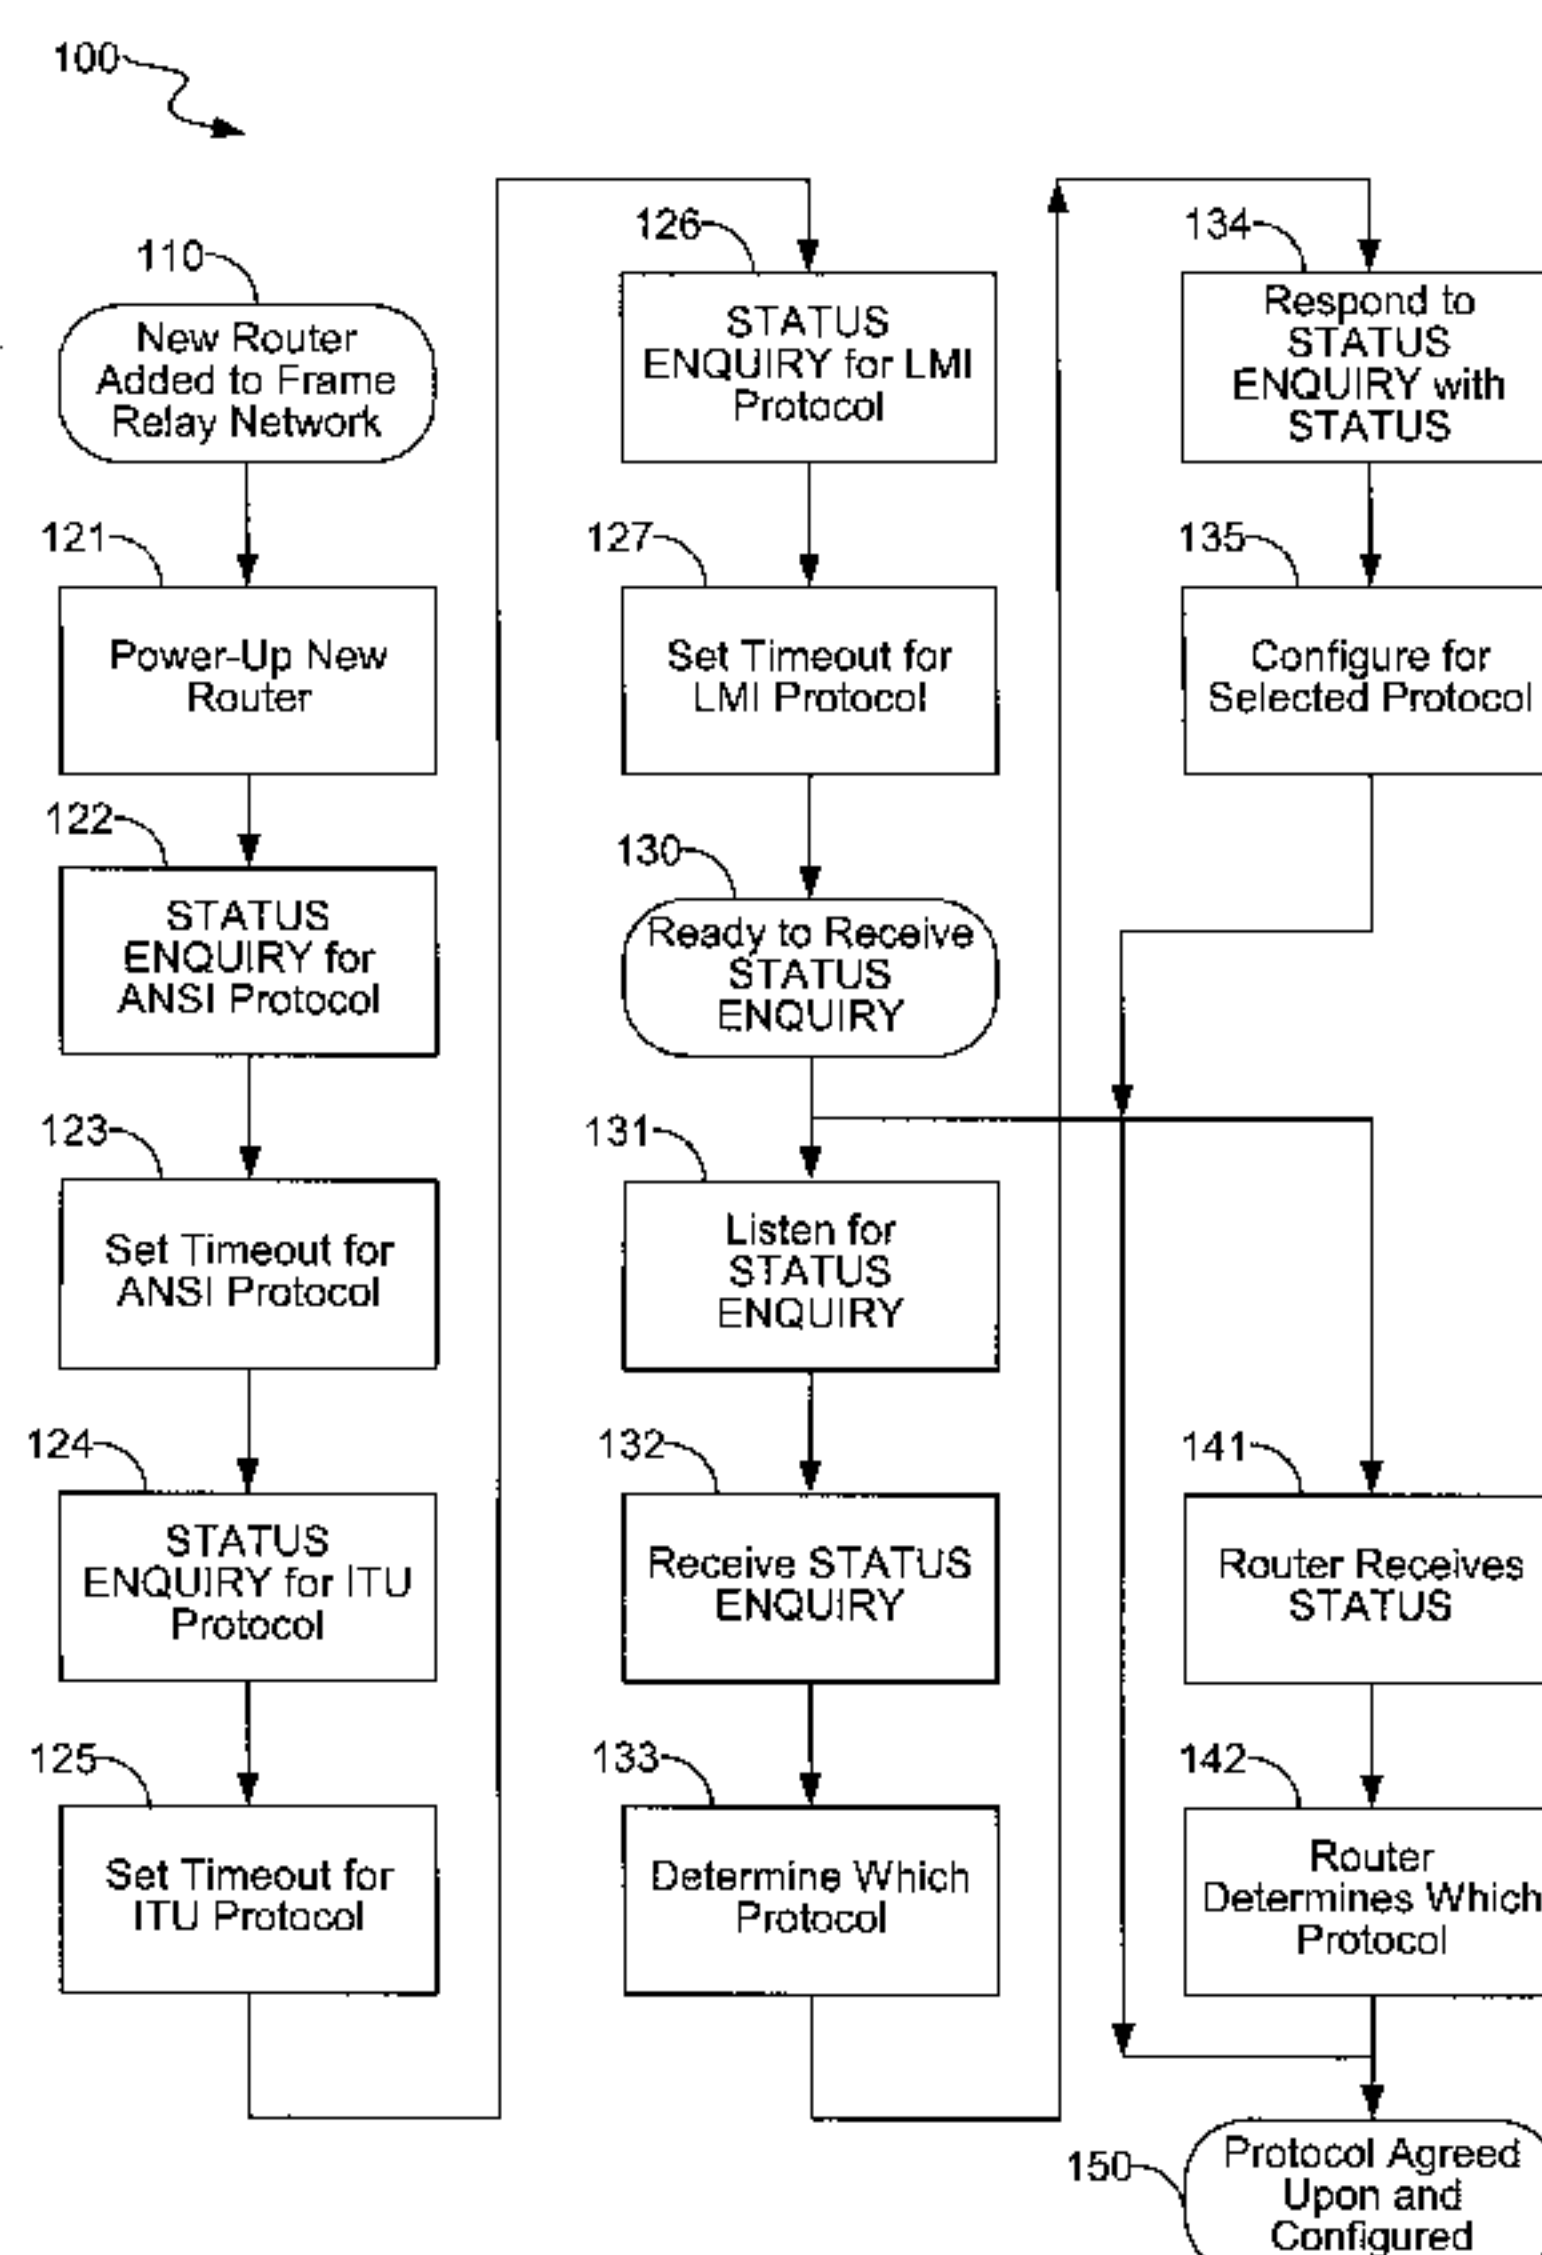 100
110
New Router
Added to Frame
Relay Network
121
Power-Up New
Router
122
STATUS
ENQUIRY for
ANSI Protocol
123
Set Timeout for
ANSI Protocol
124
STATUS
ENQUIRY for ITU
Protocol
125
Set Timeout for
ITU Protocol
126
STATUS
ENQUIRY for LMI
Protocol
127
Set Timeout for
LMI Protocol
130
Ready to Receive
STATUS
ENQUIRY
131
Listen for
STATUS
ENQUIRY
132
Receive STATUS
ENQUIRY
133
Determine Which
Protocol
134
Respond to
STATUS
ENQUIRY with
STATUS
135
Configure for
Selected Protocol
141
Router Receives
STATUS
142
Router
Determines Which
Protocol
150
Protocol Agreed
Upon and
Configured